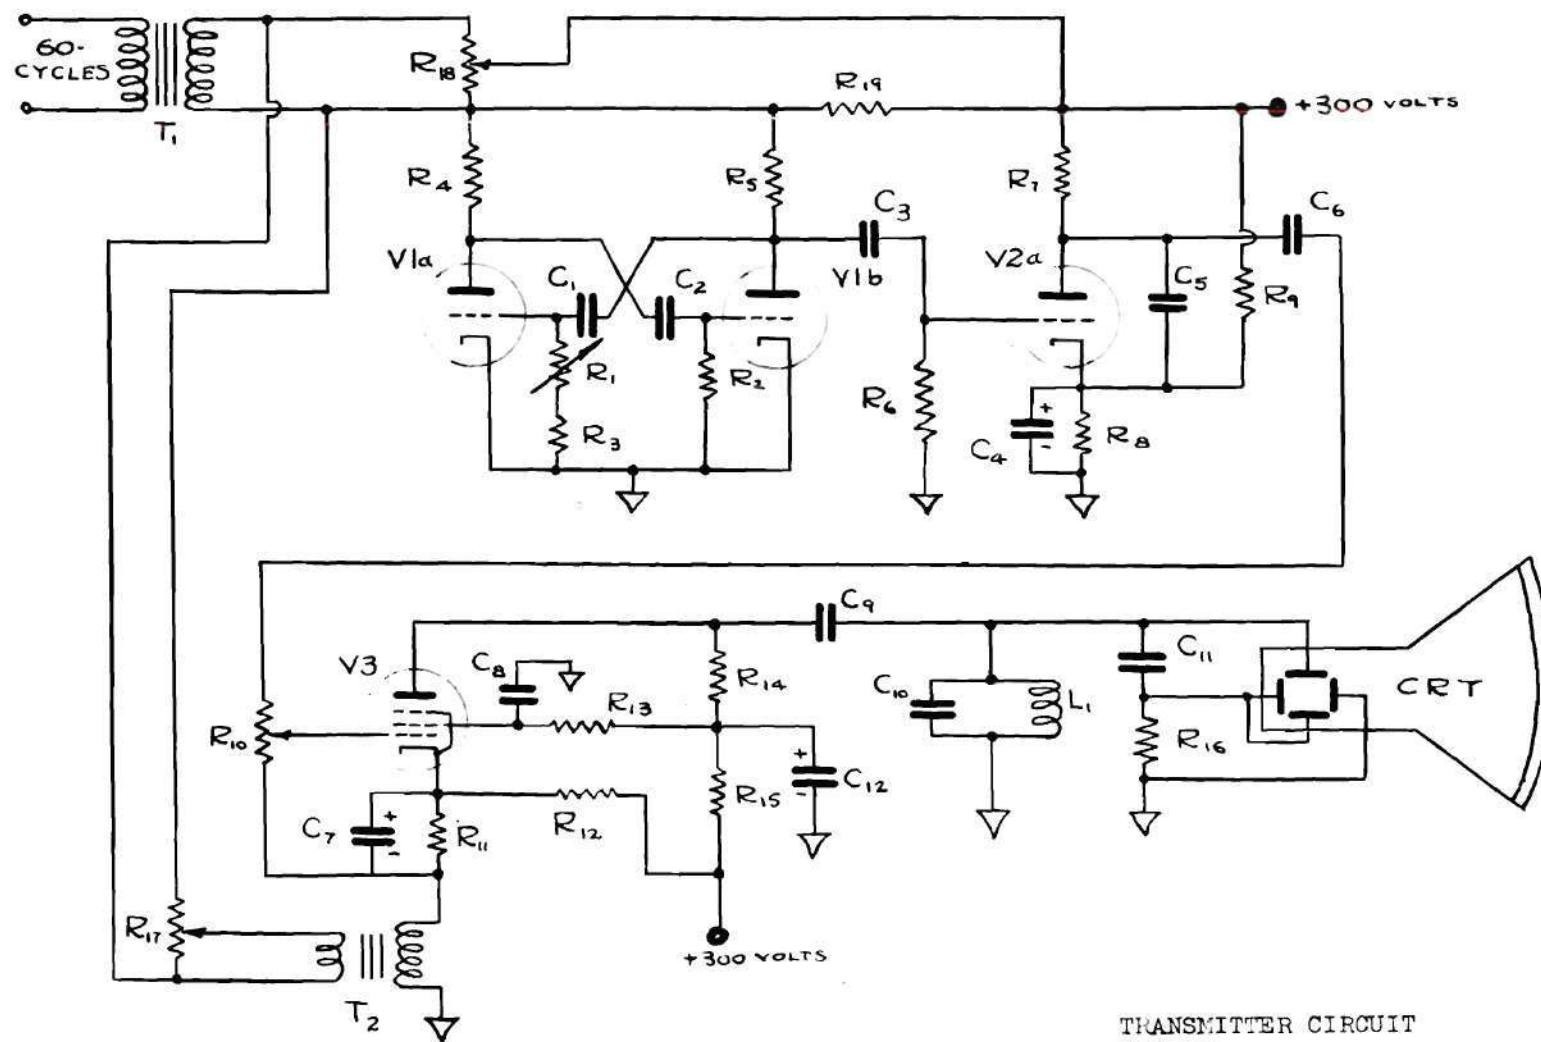 60-
CYCLES
T1
R18
R19
+300 VOLTS
R4
R5
R7
C3
C6
V1a
C1
C2
V1b
V2a
C5
R9
R1
R2
R6
R3
C4
+
-
R8
C9
V3
C8
R14
C11
CRT
R10
R13
C10
L1
R16
+
-
C12
R15
C7
+
-
R11
R12
R17
+300 VOLTS
T2
TRANSMITTER CIRCUIT